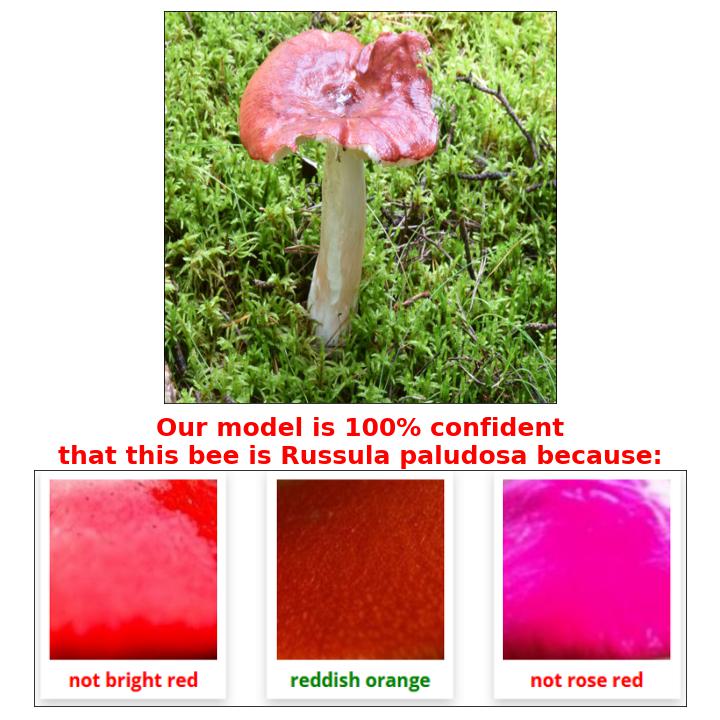 Our model is 100% confident
that this bee is Russula paludosa because:
not bright red
reddish orange
not rose red